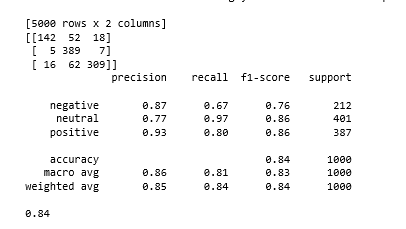 [5000 rows x 2 columns]
[[142 52 18]
[ 5 389 7]
[ 16 62 309]]
precision recall f1-score support
negative 0.87 0.67 0.76 212
neutral 0.77 0.97 0.86 401
positive 0.93 0.80 0.86 387
accuracy 0.84 1000
macro avg 0.86 0.81 0.83 1000
weighted avg 0.85 0.84 0.84 1000
0.84